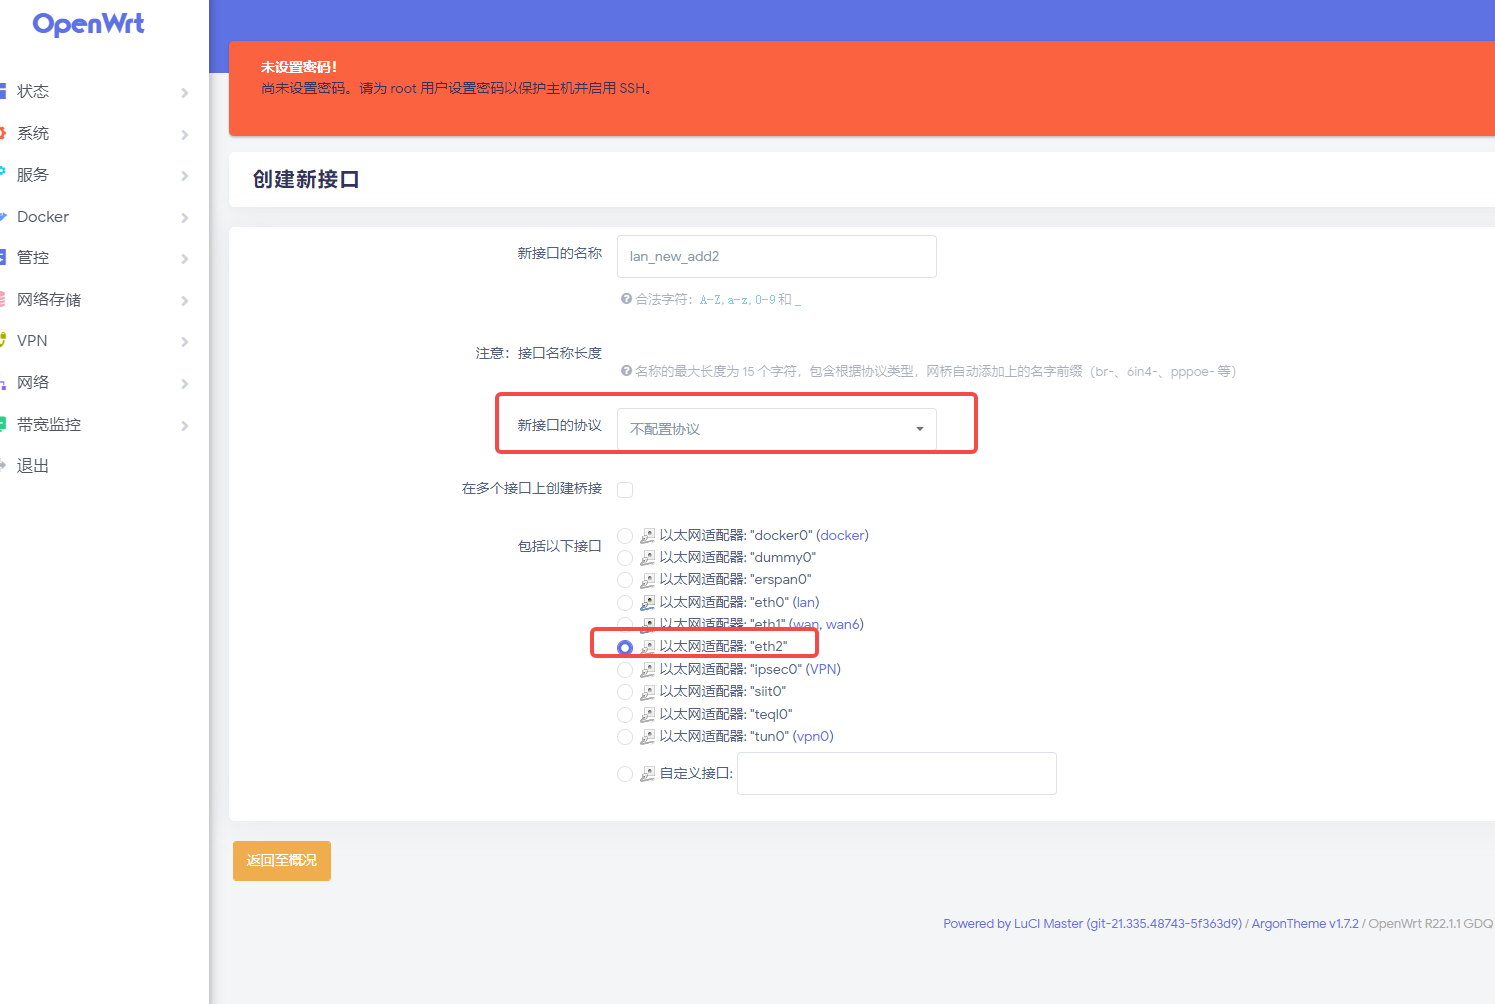 OpenWrt
状态
系统
服务
Docker
管控
网络存储
VPN
网络
带宽监控
退出
未设置密码！
尚未设置密码。请为 root 用户设置密码以保护主机并启用 SSH。
创建新接口
新接口的名称
lan_new_add2
合法字符：A-Z,a-z,0-9 和 _
注意：接口名称长度
名称的最大长度为 15 个字符，包含根据协议类型，网桥自动添加上的名字前缀（br-、6in4-、pppoe- 等）
新接口的协议
不配置协议
在多个接口上创建桥接
包括以下接口
以太网适配器: "docker0" (docker)
以太网适配器: "dummy0"
以太网适配器: "erspan0"
以太网适配器: "eth0" (lan)
以太网适配器: "eth1" (wan, wan6)
以太网适配器: "eth2"
以太网适配器: "ipsec0" (VPN)
以太网适配器: "siit0"
以太网适配器: "teql0"
以太网适配器: "tun0" (vpn0)
自定义接口:
返回至概况
Powered by LuCI Master (git-21.335.48743-5f363d9) / ArgonTheme v1.7.2 / OpenWrt R22.1.1 GDQ